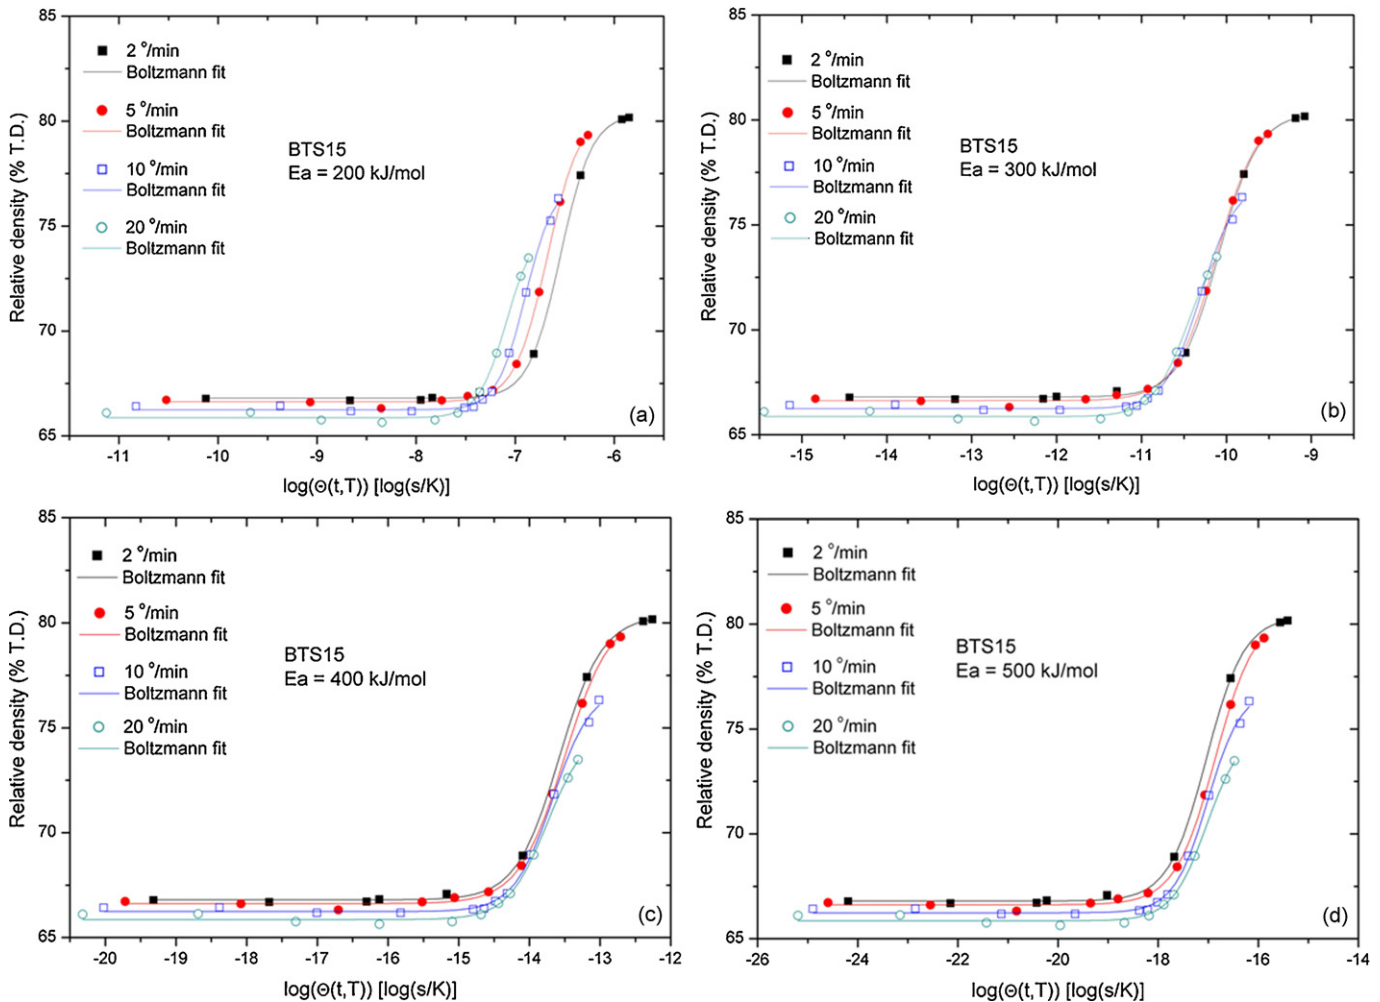 85
80
75
70
65
Relative density (% T.D.)
2 °/min
Boltzmann fit
5 °/min
Boltzmann fit
10 °/min
Boltzmann fit
20 °/min
Boltzmann fit
BTS15
Ea = 200 kJ/mol
(a)
-11 -10 -9 -8 -7 -6
log(Θ(t,T)) [log(s/K)]
85
80
75
70
65
Relative density (% T.D.)
2 °/min
Boltzmann fit
5 °/min
Boltzmann fit
10 °/min
Boltzmann fit
20 °/min
Boltzmann fit
BTS15
Ea = 300 kJ/mol
(b)
-15 -14 -13 -12 -11 -10 -9
log(Θ(t,T)) [log(s/K)]
85
80
75
70
65
Relative density (% T.D.)
2 °/min
Boltzmann fit
5 °/min
Boltzmann fit
10 °/min
Boltzmann fit
20 °/min
Boltzmann fit
BTS15
Ea = 400 kJ/mol
(c)
-20 -19 -18 -17 -16 -15 -14 -13 -12
log(Θ(t,T)) [log(s/K)]
85
80
75
70
65
Relative density (% T.D.)
2 °/min
Boltzmann fit
5 °/min
Boltzmann fit
10 °/min
Boltzmann fit
20 °/min
Boltzmann fit
BTS15
Ea = 500 kJ/mol
(d)
-26 -24 -22 -20 -18 -16 -14
log(Θ(t,T)) [log(s/K)]